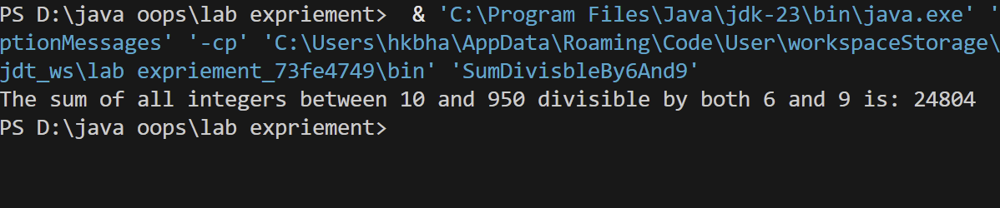 PS D:\java oops\lab expriement>  & 'C:\Program Files\Java\jdk-23\bin\java.exe' '
ptionMessages' '-cp' 'C:\Users\hkbha\AppData\Roaming\Code\User\workspaceStorage\
jdt_ws\lab expriement_73fe4749\bin' 'SumDivisbleBy6And9'
The sum of all integers between 10 and 950 divisible by both 6 and 9 is: 24804
PS D:\java oops\lab expriement>